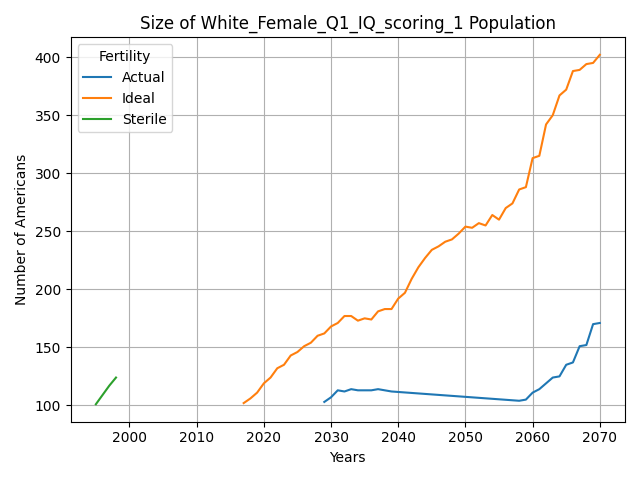 Size of White_Female_Q1_IQ_scoring_1 Population
Fertility
Actual
Ideal
Sterile
Number of Americans
400
350
300
250
200
150
100
2000
2010
2020
2030
2040
2050
2060
2070
Years